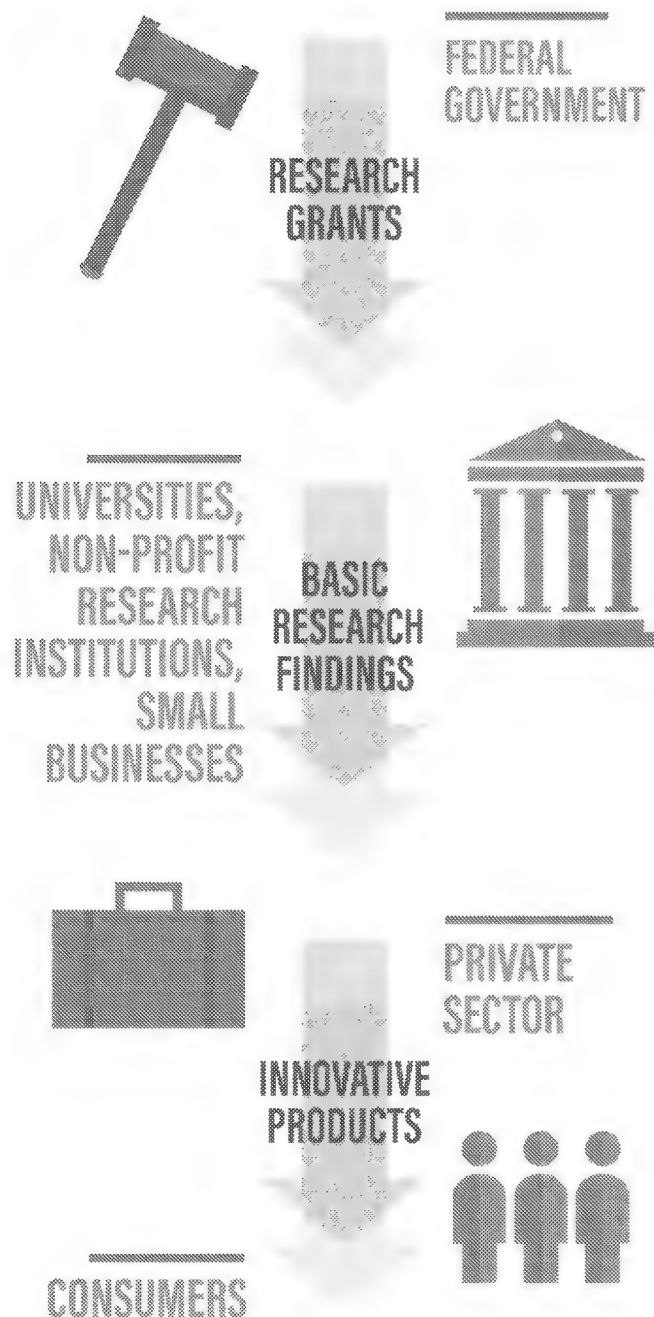 FEDERAL
GOVERNMENT
RESEARCH
GRANTS
UNIVERSITIES,
NON-PROFIT
RESEARCH
INSTITUTIONS,
SMALL
BUSINESSES
BASIC
RESEARCH
FINDINGS
PRIVATE
SECTOR
INNOVATIVE
PRODUCTS
CONSUMERS